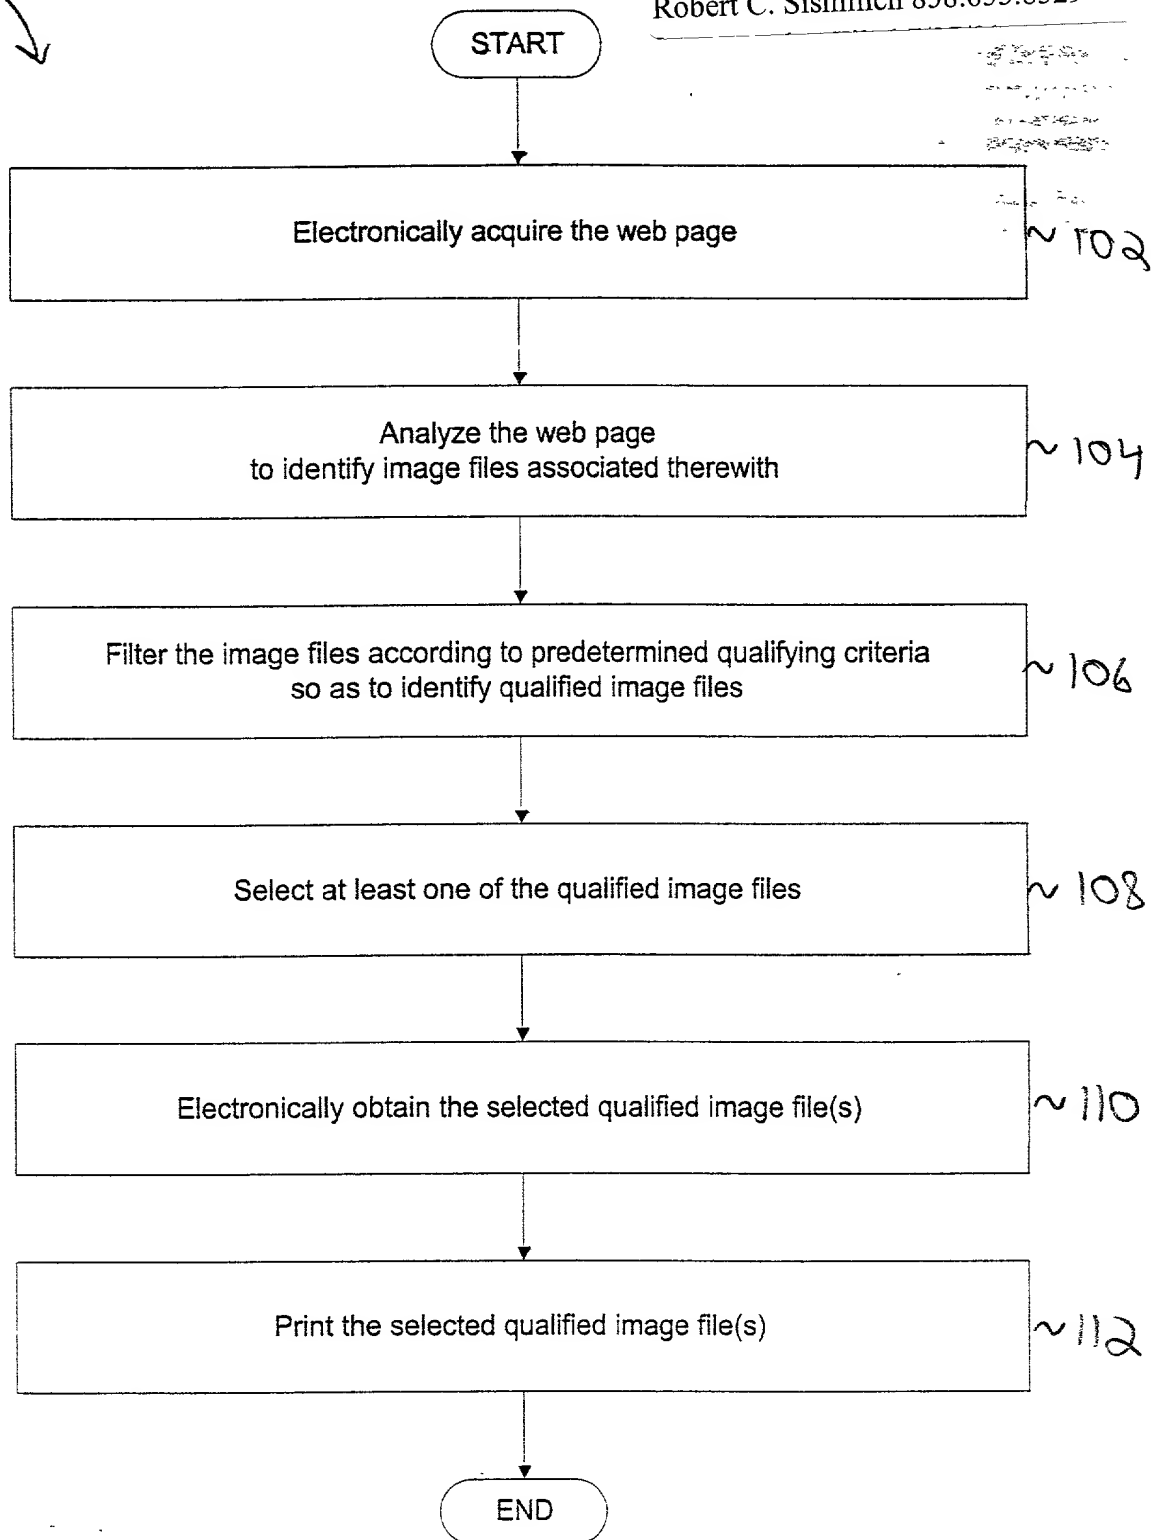 Robert C.
START
Electronically acquire the web page
~ 102
Analyze the web page
to identify image files associated therewith
~ 104
Filter the image files according to predetermined qualifying criteria
so as to identify qualified image files
~ 106
Select at least one of the qualified image files
~ 108
Electronically obtain the selected qualified image file(s)
~ 110
Print the selected qualified image file(s)
~ 112
END